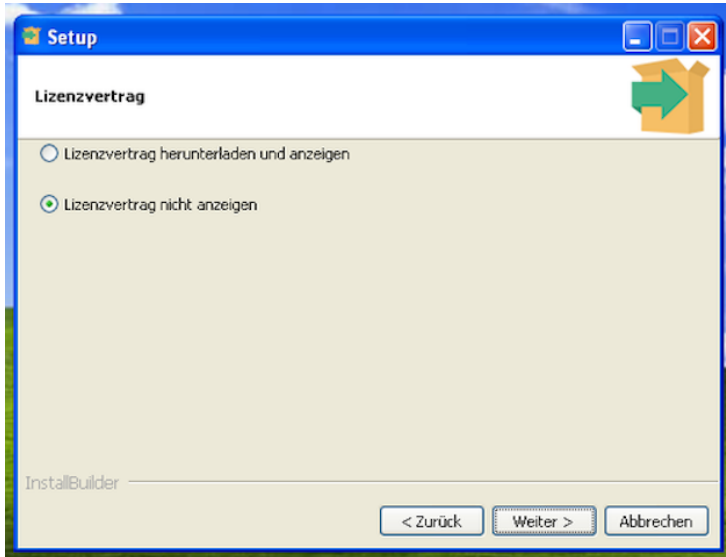 Setup
Lizenzvertrag
Lizenzvertrag herunterladen und anzeigen
Lizenzvertrag nicht anzeigen
InstallBuilder
< Zurück Weiter > Abbrechen